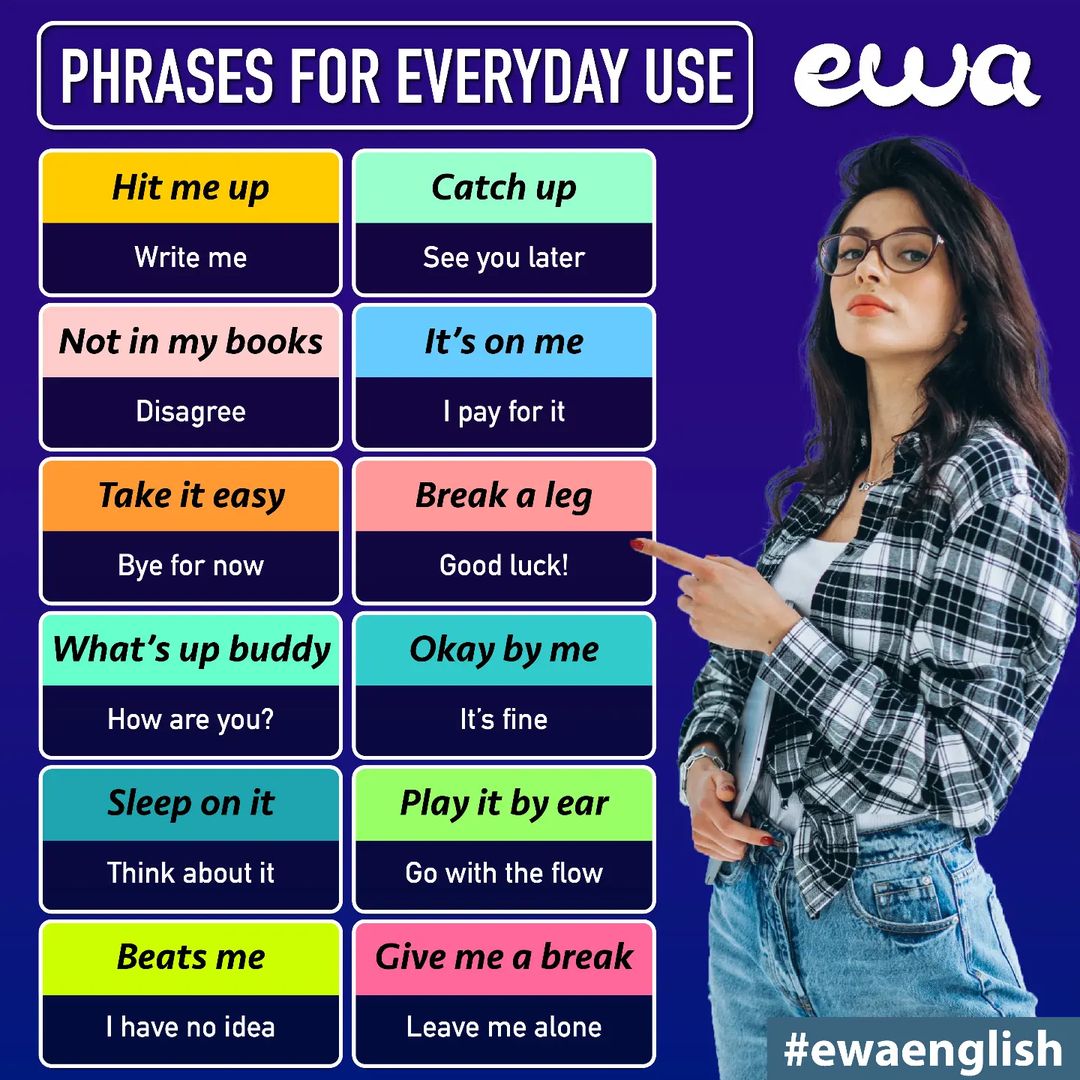 PHRASES FOR EVERYDAY USE
ewa
Hit me up
Write me
Catch up
See you later
Not in my books
Disagree
It's on me
I pay for it
Take it easy
Bye for now
Break a leg
Good luck!
What's up buddy
How are you?
Okay by me
It's fine
Sleep on it
Think about it
Play it by ear
Go with the flow
Beats me
I have no idea
Give me a break
Leave me alone
#ewaenglish